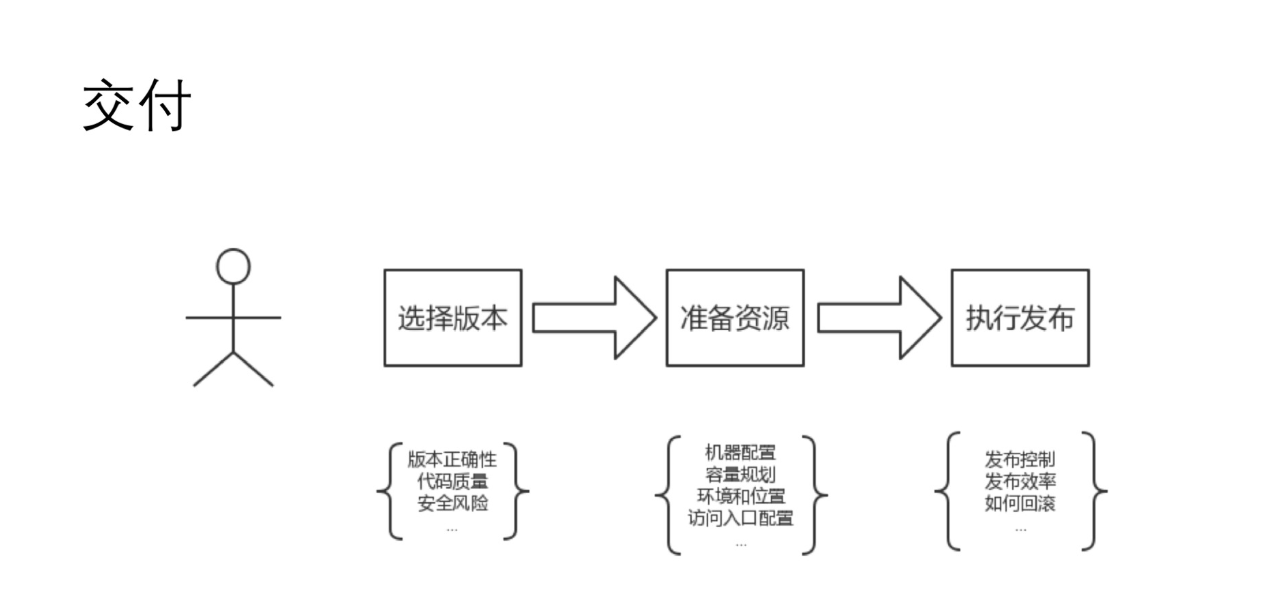 交付
选择版本
准备资源
执行发布
版本正确性
代码质量
安全风险
...
机器配置
容量规划
环境和位置
访问入口配置
...
发布控制
发布效率
如何回滚
...